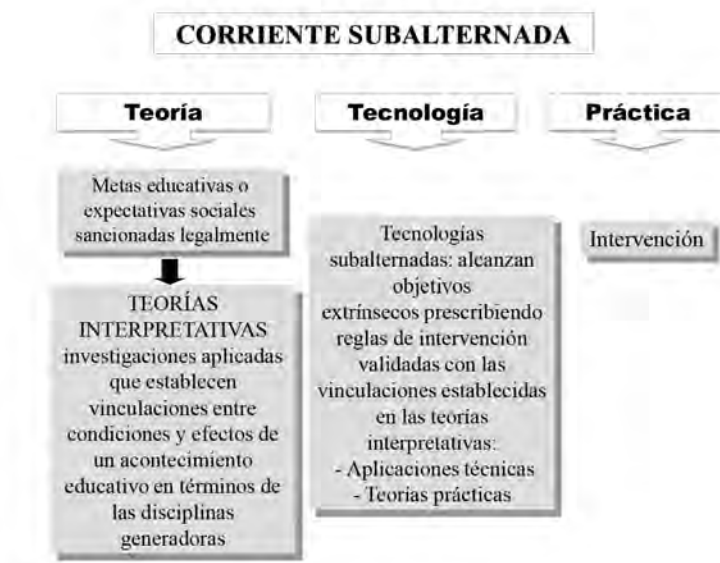 CORRIENTE SUBALTERNADA
Teoría
Tecnología
Práctica
Metas educativas o
expectativas sociales
sancionadas legalmente
TEORÍAS
INTERPRETATIVAS
investigaciones aplicadas
que establecen
vinculaciones entre
condiciones y efectos de
un acontecimiento
educativo en términos de
las disciplinas
generadoras
Tecnologías
subalternadas: alcanzan
objetivos
extrínsecos prescribiendo
reglas de intervención
validadas con las
vinculaciones establecidas
en las teorías
interpretativas:
- Aplicaciones técnicas
- Teorías prácticas
Intervención